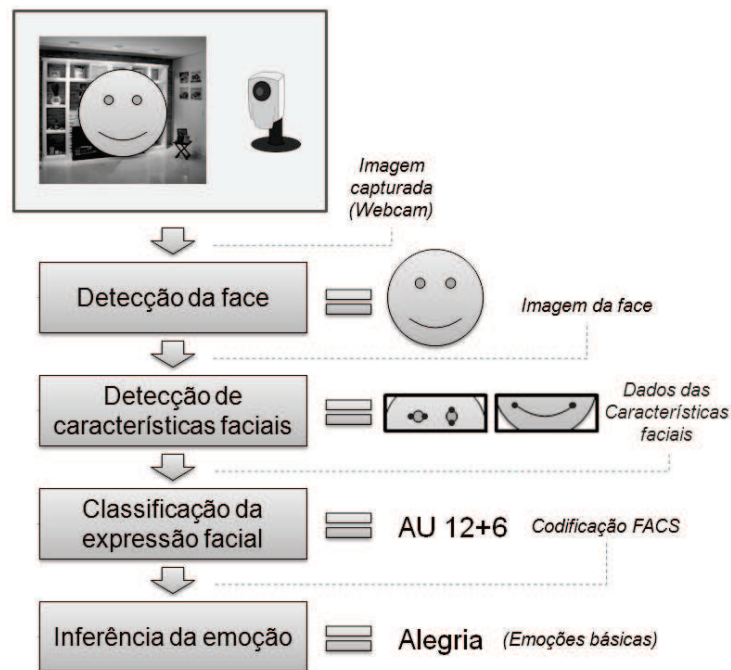 Imagem
capturada
(Webcam)
Detecção da face
Imagem da face
Detecção de
características faciais
Dados das
Características
faciais
Classificação da
expressão facial
AU 12+6
Codificação FACS
Inferência da emoção
Alegria
(Emoções básicas)